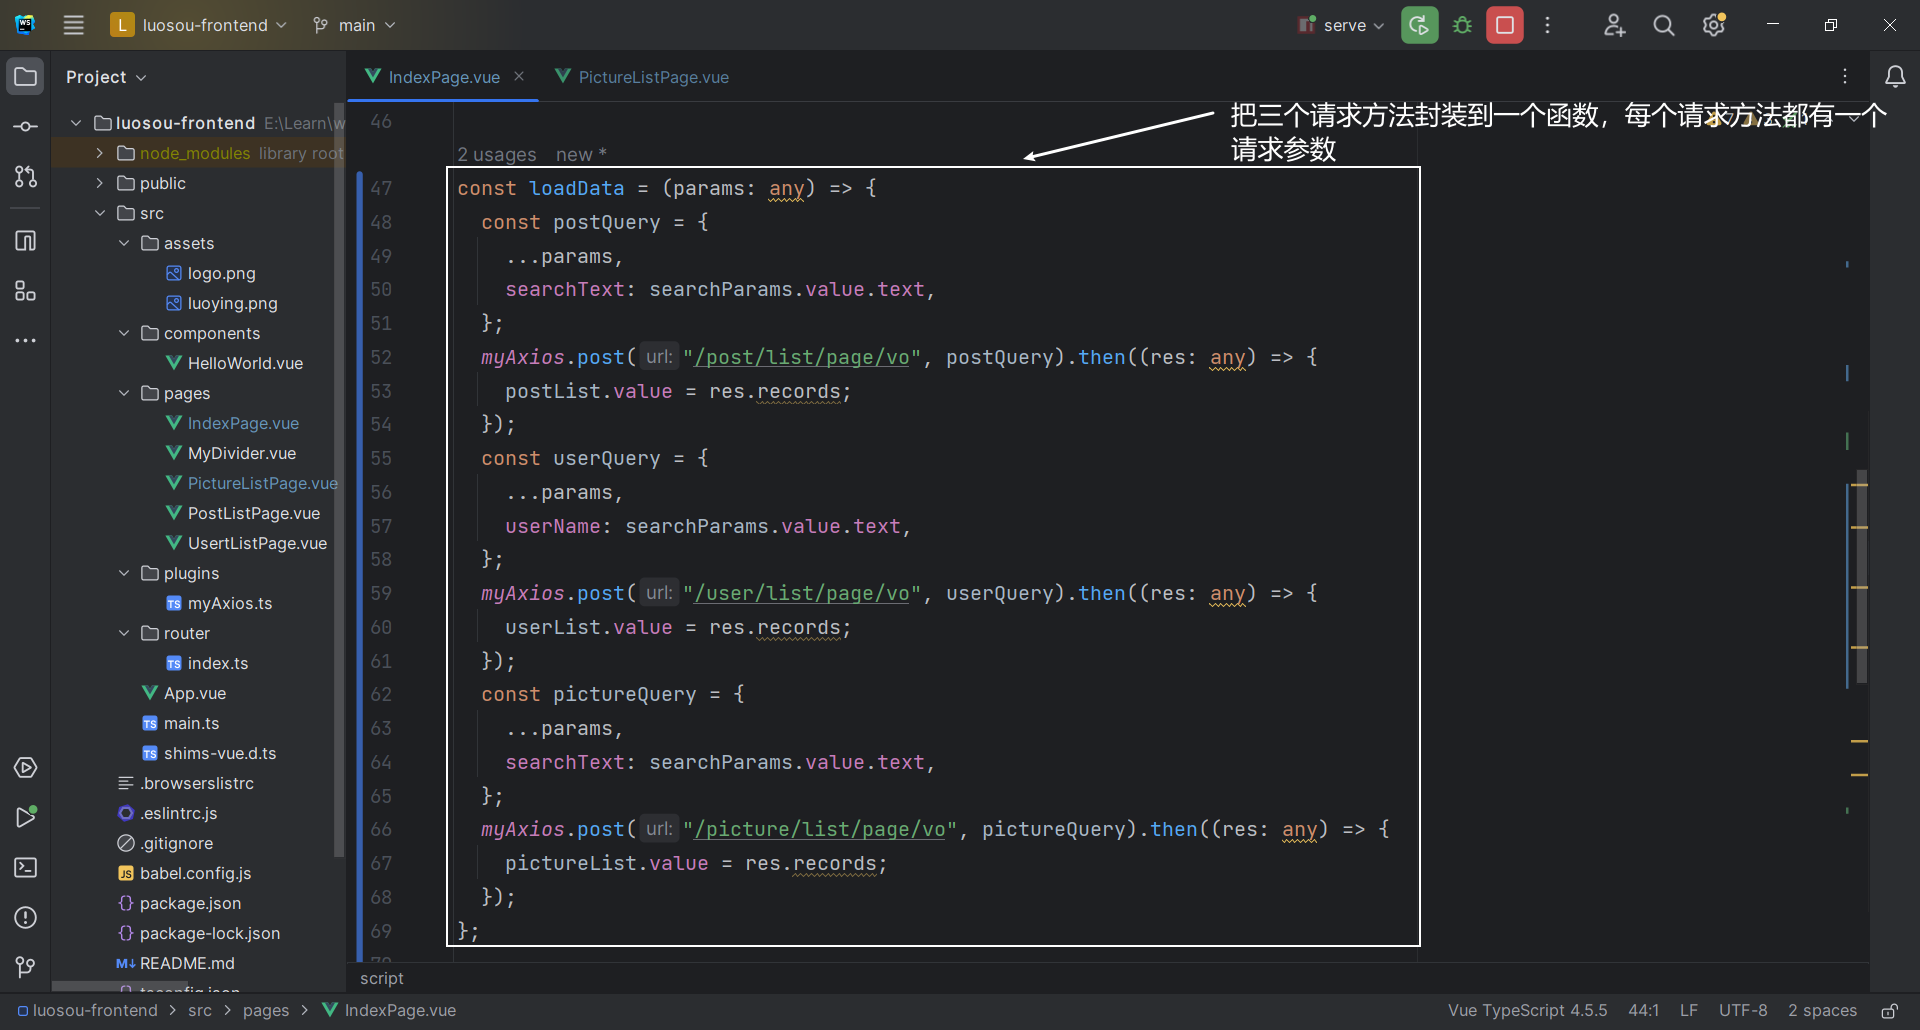 L luosou-frontend main serve
Project
IndexPage.vue PictureListPage.vue
luosou-frontend E:\Learn\w
node_modules library root
public
src
assets
logo.png
luoying.png
components
HelloWorld.vue
pages
IndexPage.vue
MyDivider.vue
PictureListPage.vue
PostListPage.vue
UsertListPage.vue
plugins
myAxios.ts
router
index.ts
App.vue
main.ts
shims-vue.d.ts
.browserslistrc
.eslintrc.js
.gitignore
babel.config.js
package.json
package-lock.json
README.md
tsconfig.json
把三个请求方法封装到一个函数，每个请求方法都有一个
请求参数
46
2 usages new *
47 const loadData = (params: any) => {
48 const postQuery = {
49 ...params,
50 searchText: searchParams.value.text,
51 };
52 myAxios.post( url: "/post/list/page/vo", postQuery).then((res: any) => {
53 postList.value = res.records;
54 });
55 const userQuery = {
56 ...params,
57 userName: searchParams.value.text,
58 };
59 myAxios.post( url: "/user/list/page/vo", userQuery).then((res: any) => {
60 userList.value = res.records;
61 });
62 const pictureQuery = {
63 ...params,
64 searchText: searchParams.value.text,
65 };
66 myAxios.post( url: "/picture/list/page/vo", pictureQuery).then((res: any) => {
67 pictureList.value = res.records;
68 });
69 };
70
script
luosou-frontend > src > pages > IndexPage.vue
Vue TypeScript 4.5.5 44:1 LF UTF-8 2 spaces